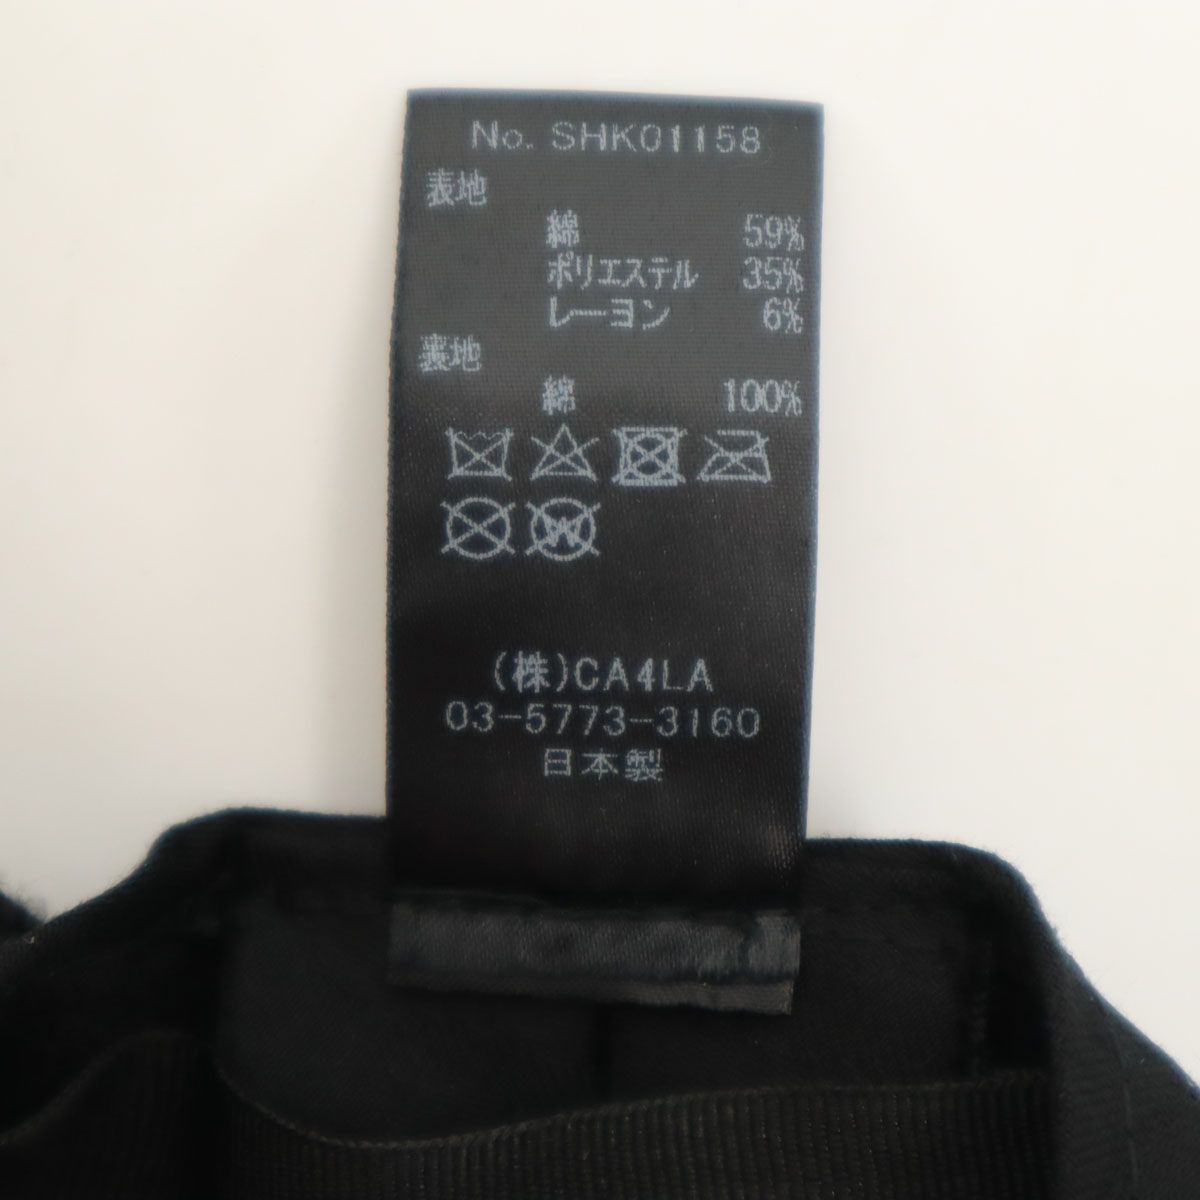 No. SHK01158
表地
綿 59%
ポリエステル 35%
レーヨン 6%
裏地
綿 100%
W
(株)CA4LA
03-5773-3160
日本製